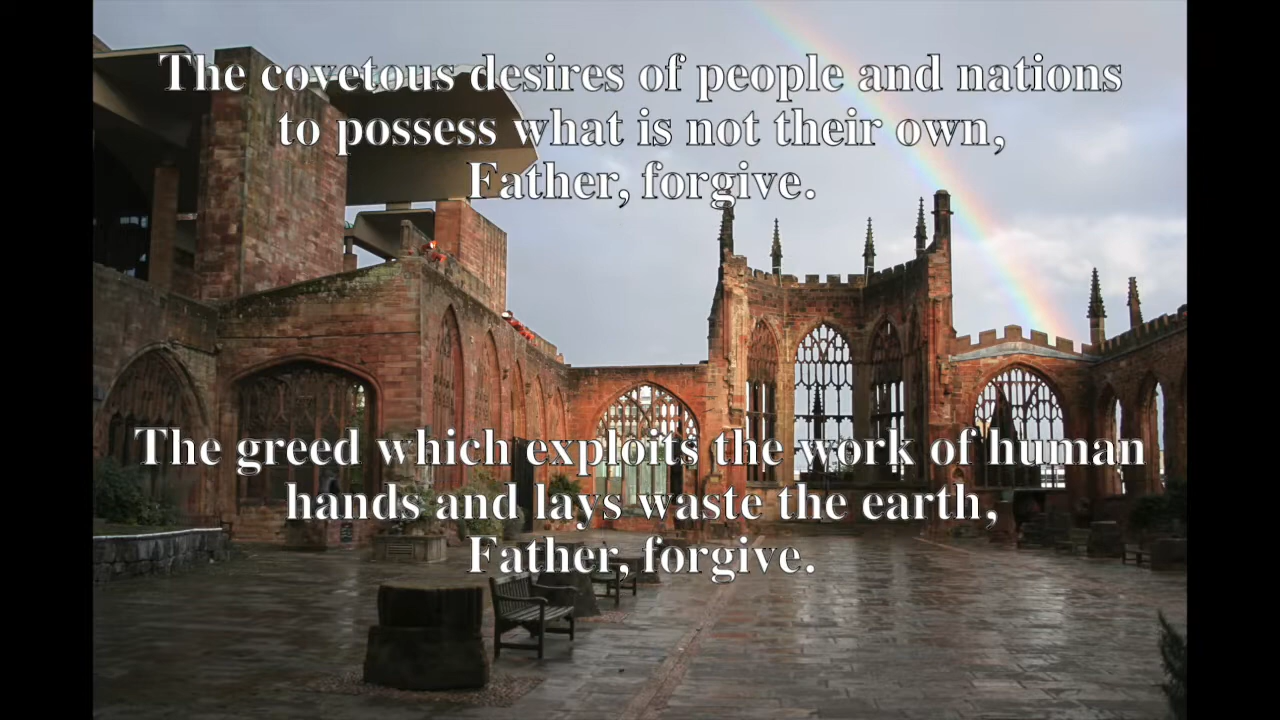 The covetous desires of people and nations
to possess what is not their own,
Father, forgive.
The greed which exploits the work of human
hands and lays waste the earth,
Father, forgive.